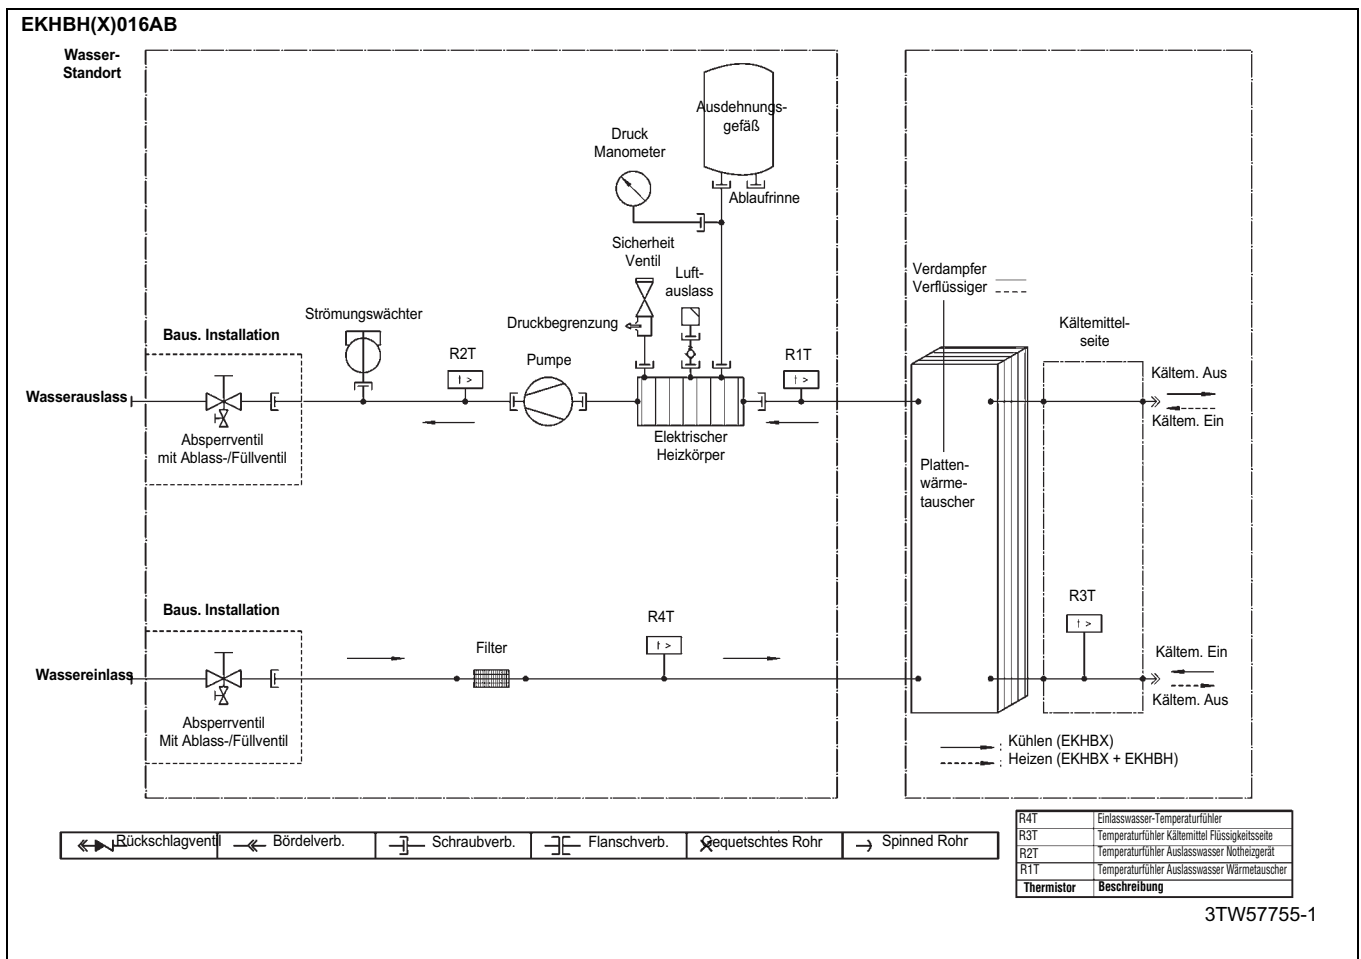 EKHBH(X)016AB
Wasser-
Standort
Ausdehnungs-
gefäß
Druck
Manometer
Ablaufrinne
Sicherheit
Ventil
Luft-
auslass
Verdampfer
Verflüssiger
Strömungswächter
Druckbegrenzung
Kältemittel-
seite
Baus. Installation
R2T
Pumpe
R1T
t >
t >
Kältem. Aus
Wasserauslass
Kältem. Ein
Absperrventil
mit Ablass-/Füllventil
Elektrischer
Heizkörper
Platten-
wärme-
tauscher
Baus. Installation
R4T
R3T
t >
t >
Filter
Kältem. Ein
Wassereinlass
Kältem. Aus
Absperrventil
Mit Ablass-/Füllventil
: Kühlen (EKHBX)
: Heizen (EKHBX + EKHBH)
Rückschlagventil
Bördelverb.
Schraubverb.
Flanschverb.
Gequetschtes Rohr
Spinned Rohr
R4T Einlasswasser-Temperaturfühler
R3T Temperaturfühler Kältemittel Flüssigkeitsseite
R2T Temperaturfühler Auslasswasser Notheizgerät
R1T Temperaturfühler Auslasswasser Wärmetauscher
Thermistor Beschreibung
3TW57755-1